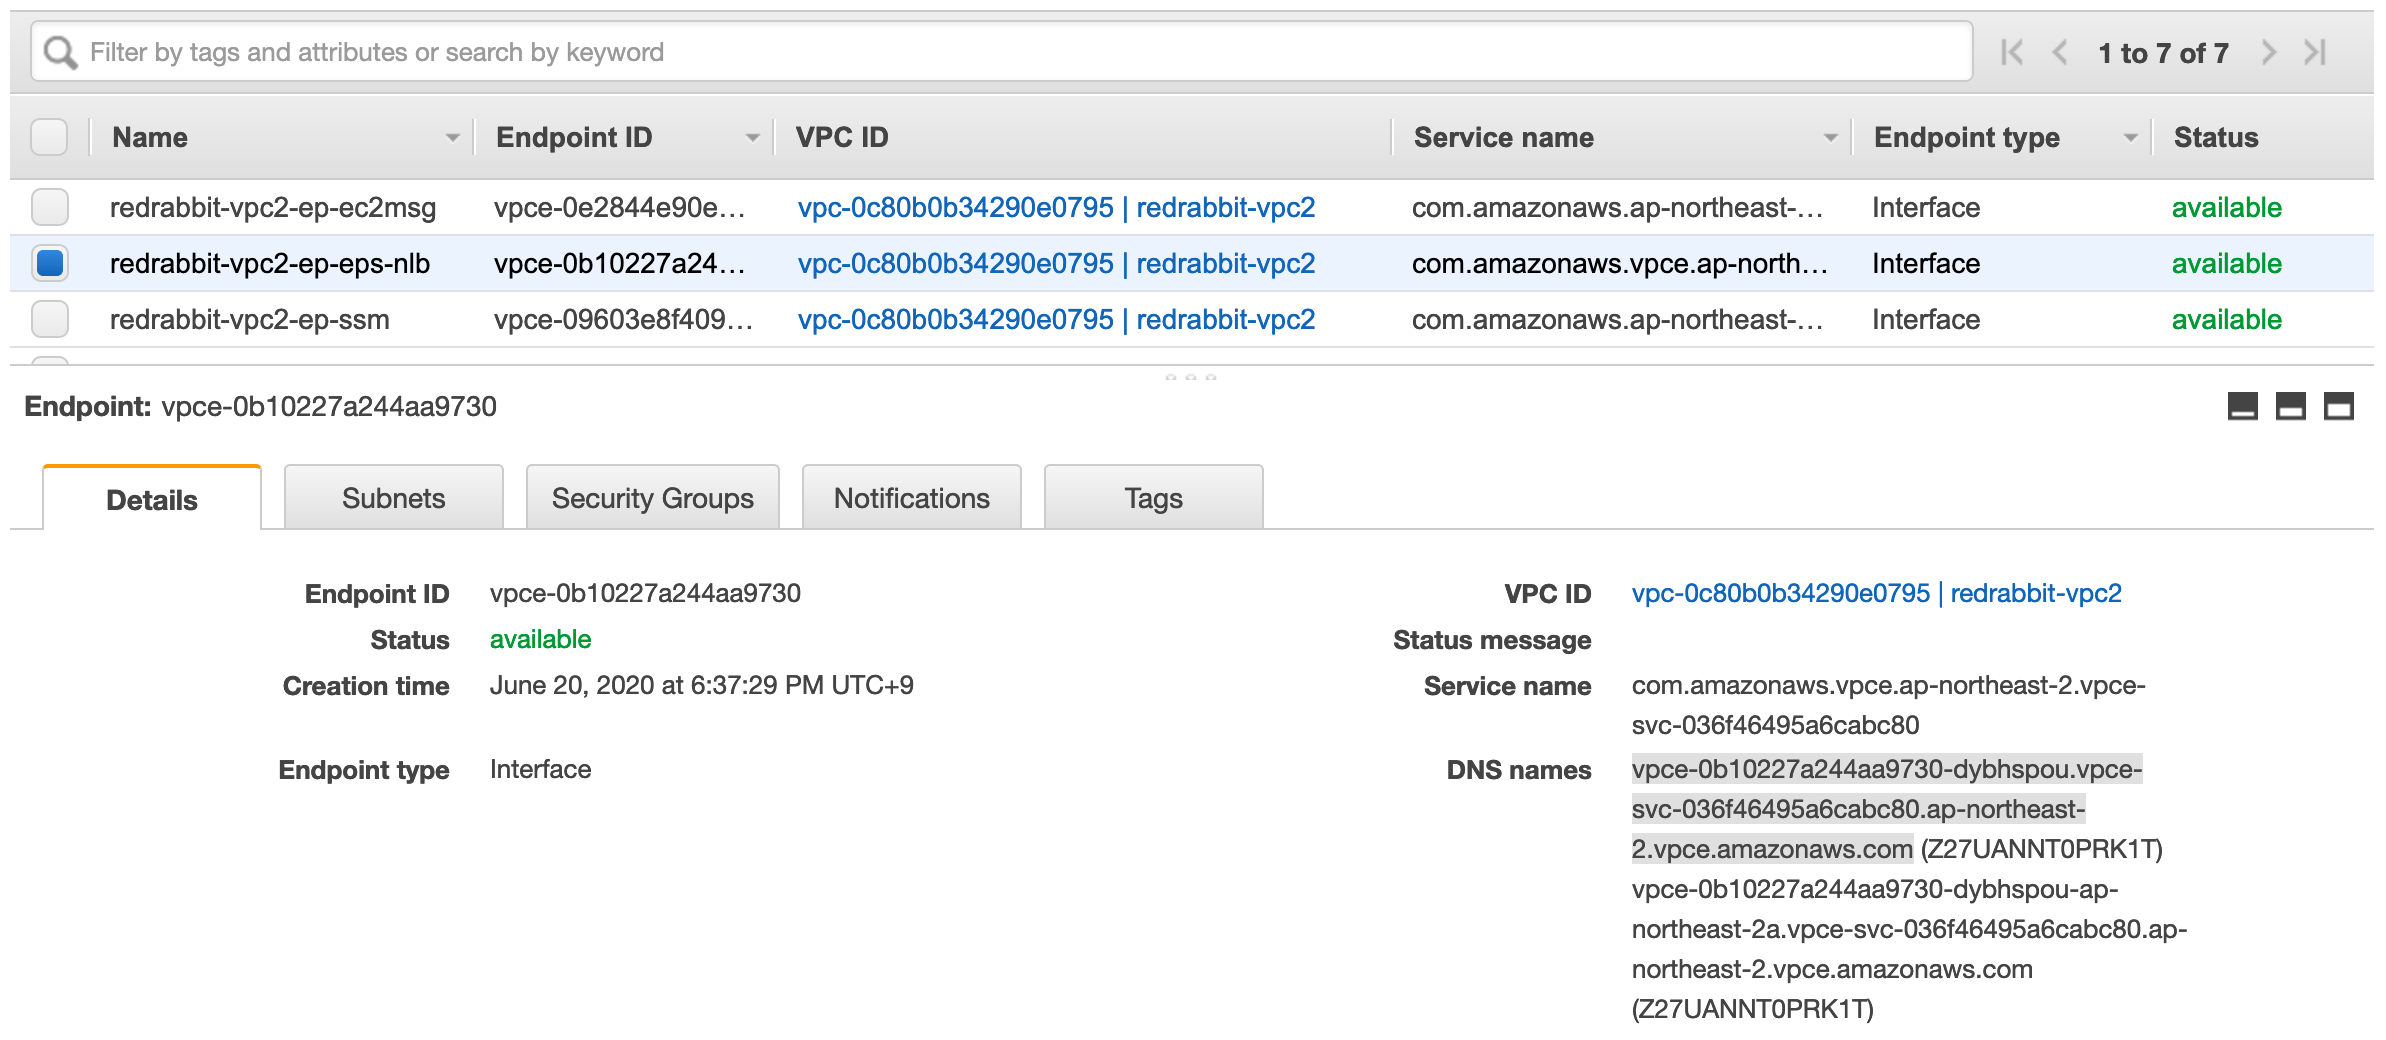 Filter by tags and attributes or search by keyword
1 to 7 of 7
Name Endpoint ID VPC ID Service name Endpoint type Status
redrabbit-vpc2-ep-ec2msg vpce-0e2844e90e... vpc-0c80b0b34290e0795 | redrabbit-vpc2 com.amazonaws.ap-northeast-... Interface available
redrabbit-vpc2-ep-eps-nlb vpce-0b10227a24... vpc-0c80b0b34290e0795 | redrabbit-vpc2 com.amazonaws.vpce.ap-north... Interface available
redrabbit-vpc2-ep-ssm vpce-09603e8f409... vpc-0c80b0b34290e0795 | redrabbit-vpc2 com.amazonaws.ap-northeast-... Interface available
Endpoint: vpce-0b10227a244aa9730
Details Subnets Security Groups Notifications Tags
Endpoint ID vpce-0b10227a244aa9730
Status available
Creation time June 20, 2020 at 6:37:29 PM UTC+9
Endpoint type Interface
VPC ID vpc-0c80b0b34290e0795 | redrabbit-vpc2
Status message
Service name com.amazonaws.vpce.ap-northeast-2.vpce-
svc-036f46495a6cabc80
DNS names vpce-0b10227a244aa9730-dybhspou.vpce-
svc-036f46495a6cabc80.ap-northeast-
2.vpce.amazonaws.com (Z27UANNT0PRK1T)
vpce-0b10227a244aa9730-dybhspou-ap-
northeast-2a.vpce-svc-036f46495a6cabc80.ap-
northeast-2.vpce.amazonaws.com
(Z27UANNT0PRK1T)